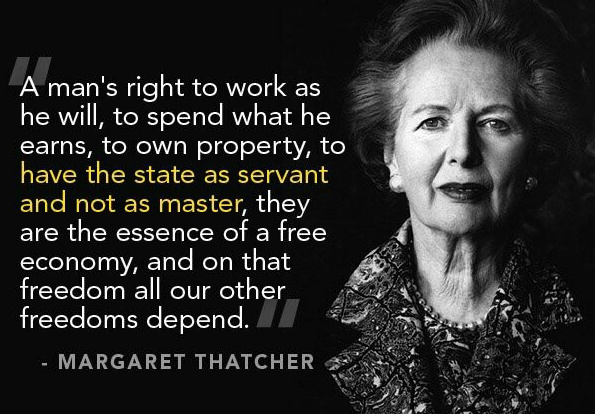 "A man's right to work as
he will, to spend what he
earns, to own property, to
have the state as servant
and not as master, they
are the essence of a free
economy, and on that
freedom all our other
freedoms depend."
- MARGARET THATCHER